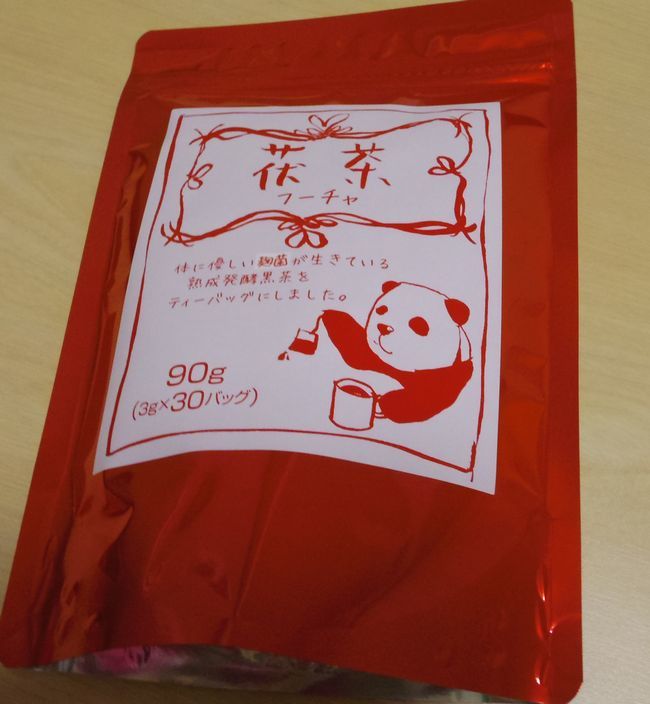 茯茶
フーチャ
体に優しい麹菌が生きている
熟成発酵黒茶を
ティーバッグにしました。
90g
(3g×30バッグ)